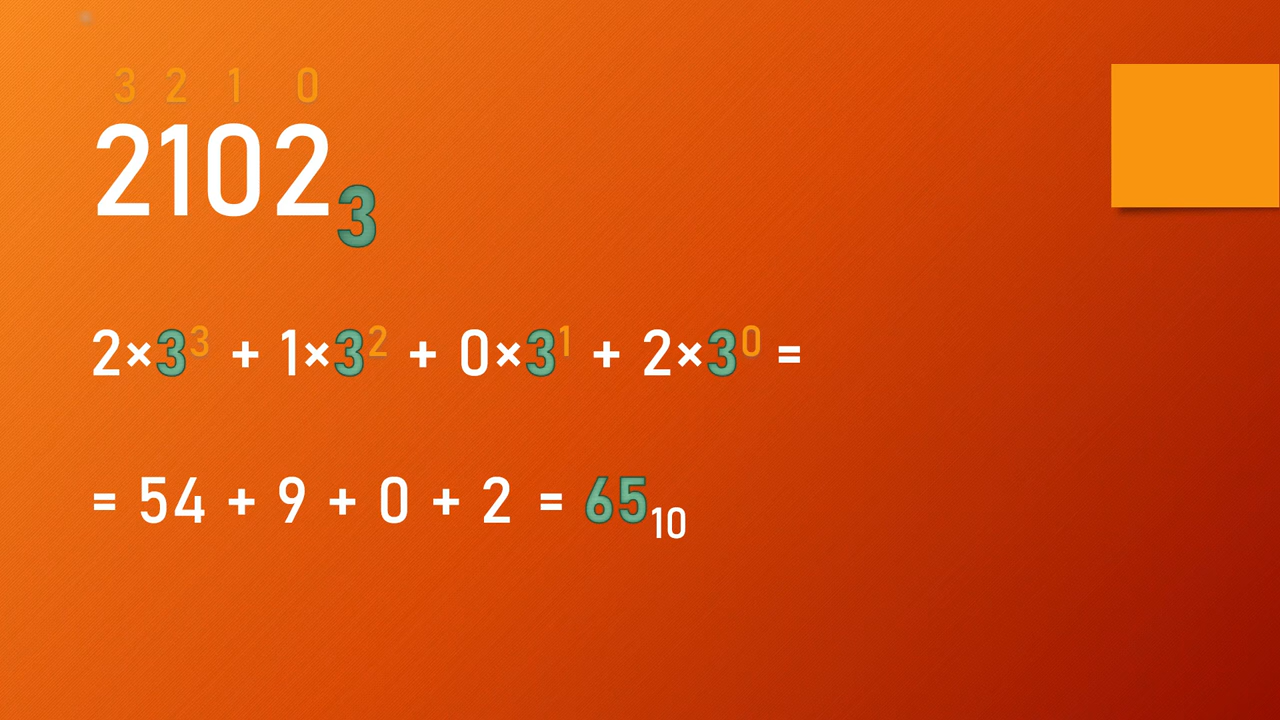 3 2 1 0
2102₃
2×3³ + 1×3² + 0×3¹ + 2×3⁰ =
= 54 + 9 + 0 + 2 = 65₁₀